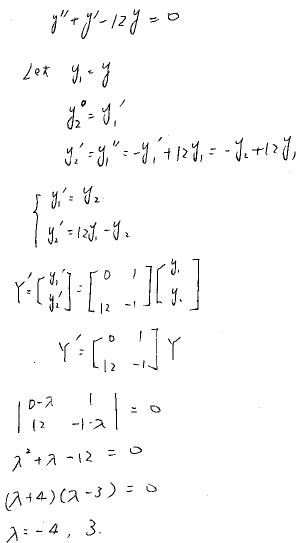 y'' + y' - 12y = 0
Let y₁ = y
y₂ = y₁'
y₂' = y₁'' = -y₁' + 12y₁ = -y₂ + 12y₁
{ y₁' = y₂
y₂' = 12y₁ - y₂
Y' = [y₁' ; y₂'] = [0 1 ; 12 -1] [y₁ ; y₂]
Y' = [0 1 ; 12 -1] Y
|0-λ 1 ; 12 -1-λ| = 0
λ² + λ - 12 = 0
(λ+4)(λ-3) = 0
λ = -4, 3.